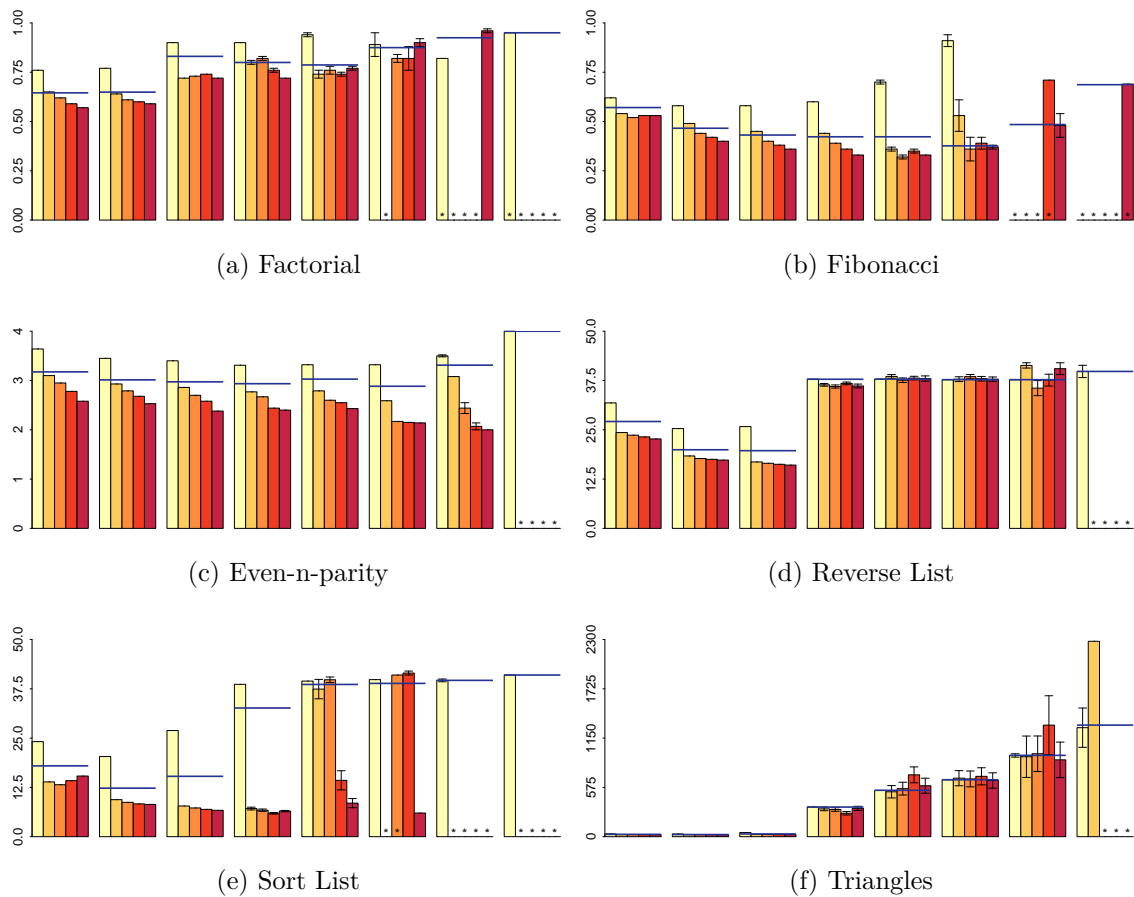 0.00 0.25 0.50 0.75 1.00
* * * * * * * * * *
(a) Factorial
0.00 0.25 0.50 0.75 1.00
* * * * * * * * *
(b) Fibonacci
0 1 2 3 4
* * * *
(c) Even-n-parity
0.0 12.5 25.0 37.5 50.0
* * * *
(d) Reverse List
0.0 12.5 25.0 37.5 50.0
* * * * * * * * * *
(e) Sort List
0 575 1150 1725 2300
* * *
(f) Triangles